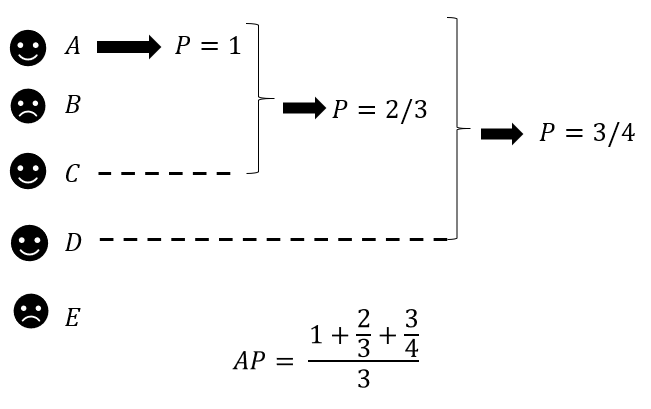 A P = 1
B
P = 2/3
P = 3/4
C
D
E
AP = (1 + 2/3 + 3/4) / 3